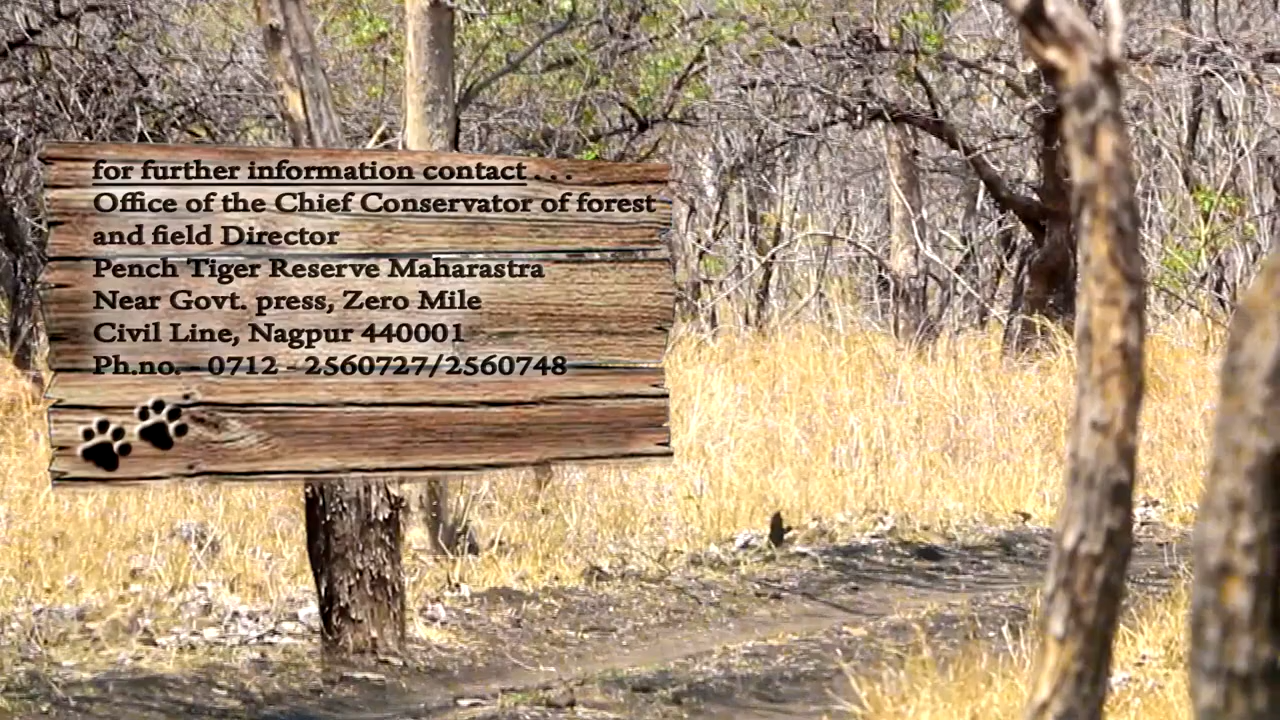 for further information contact . . .
Office of the Chief Conservator of forest
and field Director
Pench Tiger Reserve Maharastra
Near Govt. press, Zero Mile
Civil Line, Nagpur 440001
Ph.no. - 0712 - 2560727/2560748